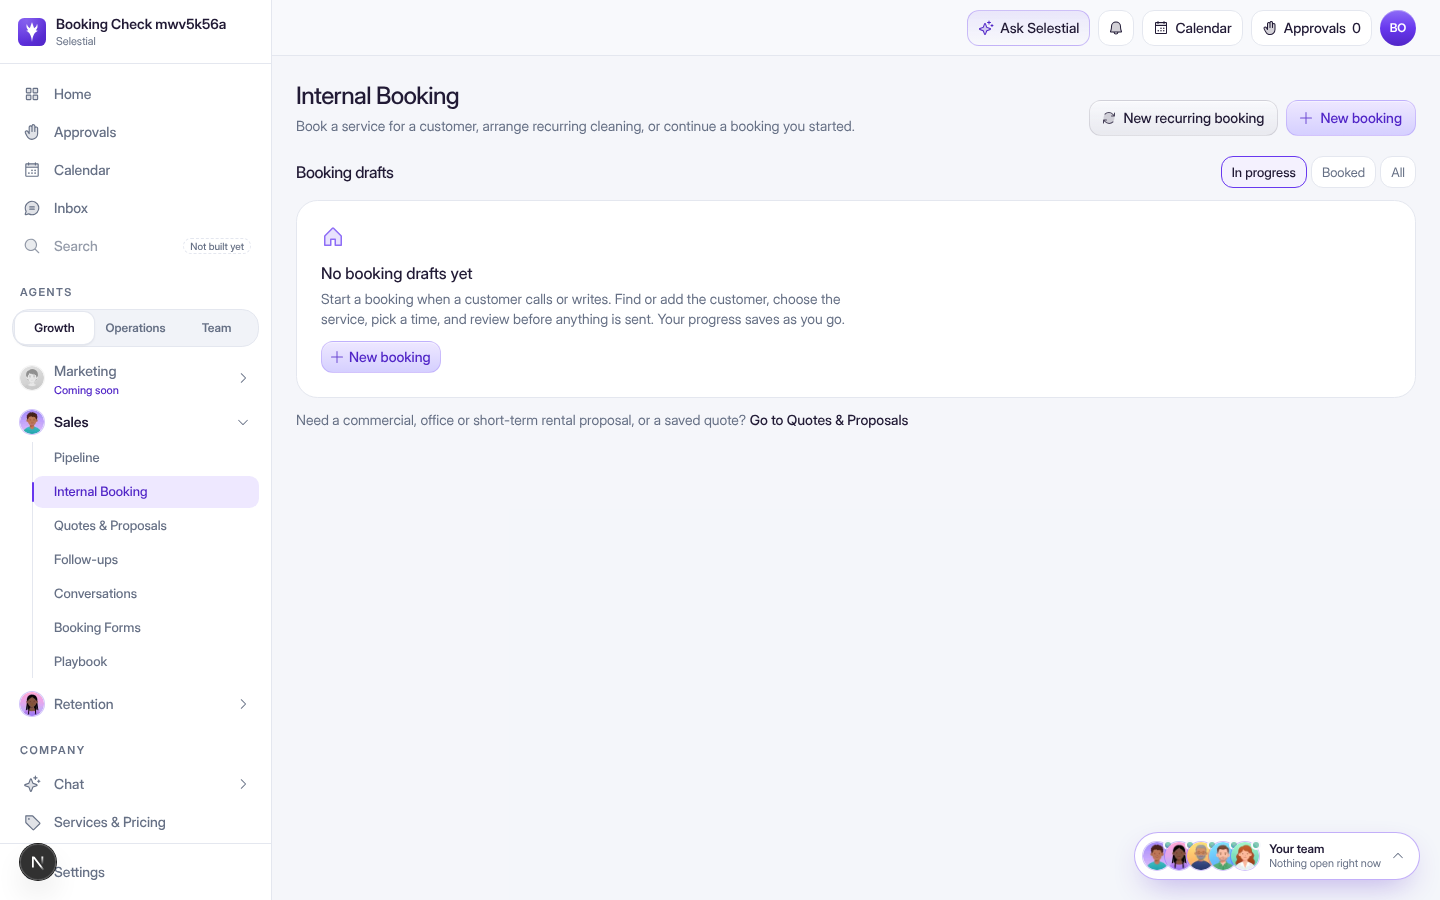 Booking Check mwv5k56a
Selestial
Home
Approvals
Calendar
Inbox
Search
Not built yet
AGENTS
Growth
Operations
Team
Marketing
Coming soon
Sales
Pipeline
Internal Booking
Quotes & Proposals
Follow-ups
Conversations
Booking Forms
Playbook
Retention
COMPANY
Chat
Services & Pricing
N
Settings
Ask Selestial
Calendar
Approvals 0
BO
Internal Booking
Book a service for a customer, arrange recurring cleaning, or continue a booking you started.
New recurring booking
New booking
Booking drafts
In progress
Booked
All
No booking drafts yet
Start a booking when a customer calls or writes. Find or add the customer, choose the
service, pick a time, and review before anything is sent. Your progress saves as you go.
New booking
Need a commercial, office or short-term rental proposal, or a saved quote? Go to Quotes & Proposals
Your team
Nothing open right now